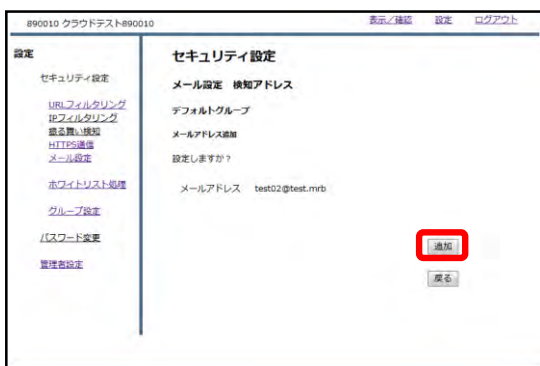 890010 クラウドテスト890010
表示/確認 設定 ログアウト
設定
セキュリティ設定
URLフィルタリング
IPフィルタリング
振る舞い検知
HTTPS通信
メール設定
ホワイトリスト処理
グループ設定
パスワード変更
管理者設定
セキュリティ設定
メール設定 検知アドレス
デフォルトグループ
メールアドレス追加
設定しますか?
メールアドレス test02@test.mrb
追加
戻る